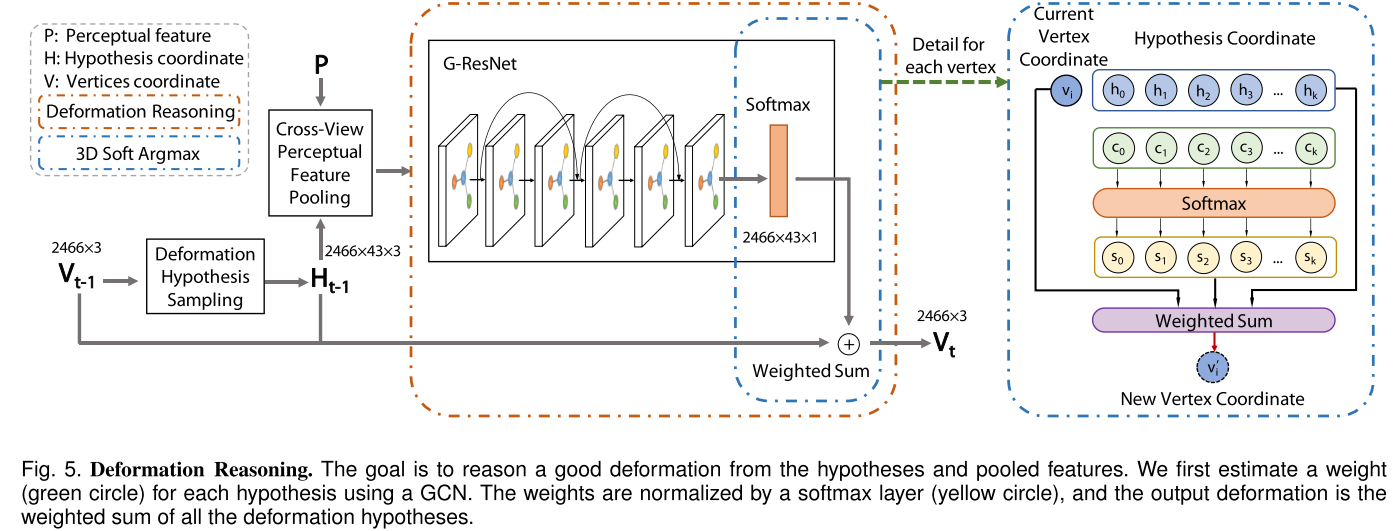 P: Perceptual feature
H: Hypothesis coordinate
V: Vertices coordinate
Deformation Reasoning
3D Soft Argmax
P
Cross-View
Perceptual
Feature
Pooling
2466×3
V_{t-1}
Deformation
Hypothesis
Sampling
2466×43×3
H_{t-1}
G-ResNet
Softmax
2466×43×1
Weighted Sum
2466×3
V_t
Detail for
each vertex
Current
Vertex
Coordinate
Hypothesis Coordinate
v_i h_0 h_1 h_2 h_3 ... h_k
c_0 c_1 c_2 c_3 ... c_k
Softmax
s_0 s_1 s_2 s_3 ... s_k
Weighted Sum
v_i'
New Vertex Coordinate
Fig. 5. Deformation Reasoning. The goal is to reason a good deformation from the hypotheses and pooled features. We first estimate a weight
(green circle) for each hypothesis using a GCN. The weights are normalized by a softmax layer (yellow circle), and the output deformation is the
weighted sum of all the deformation hypotheses.